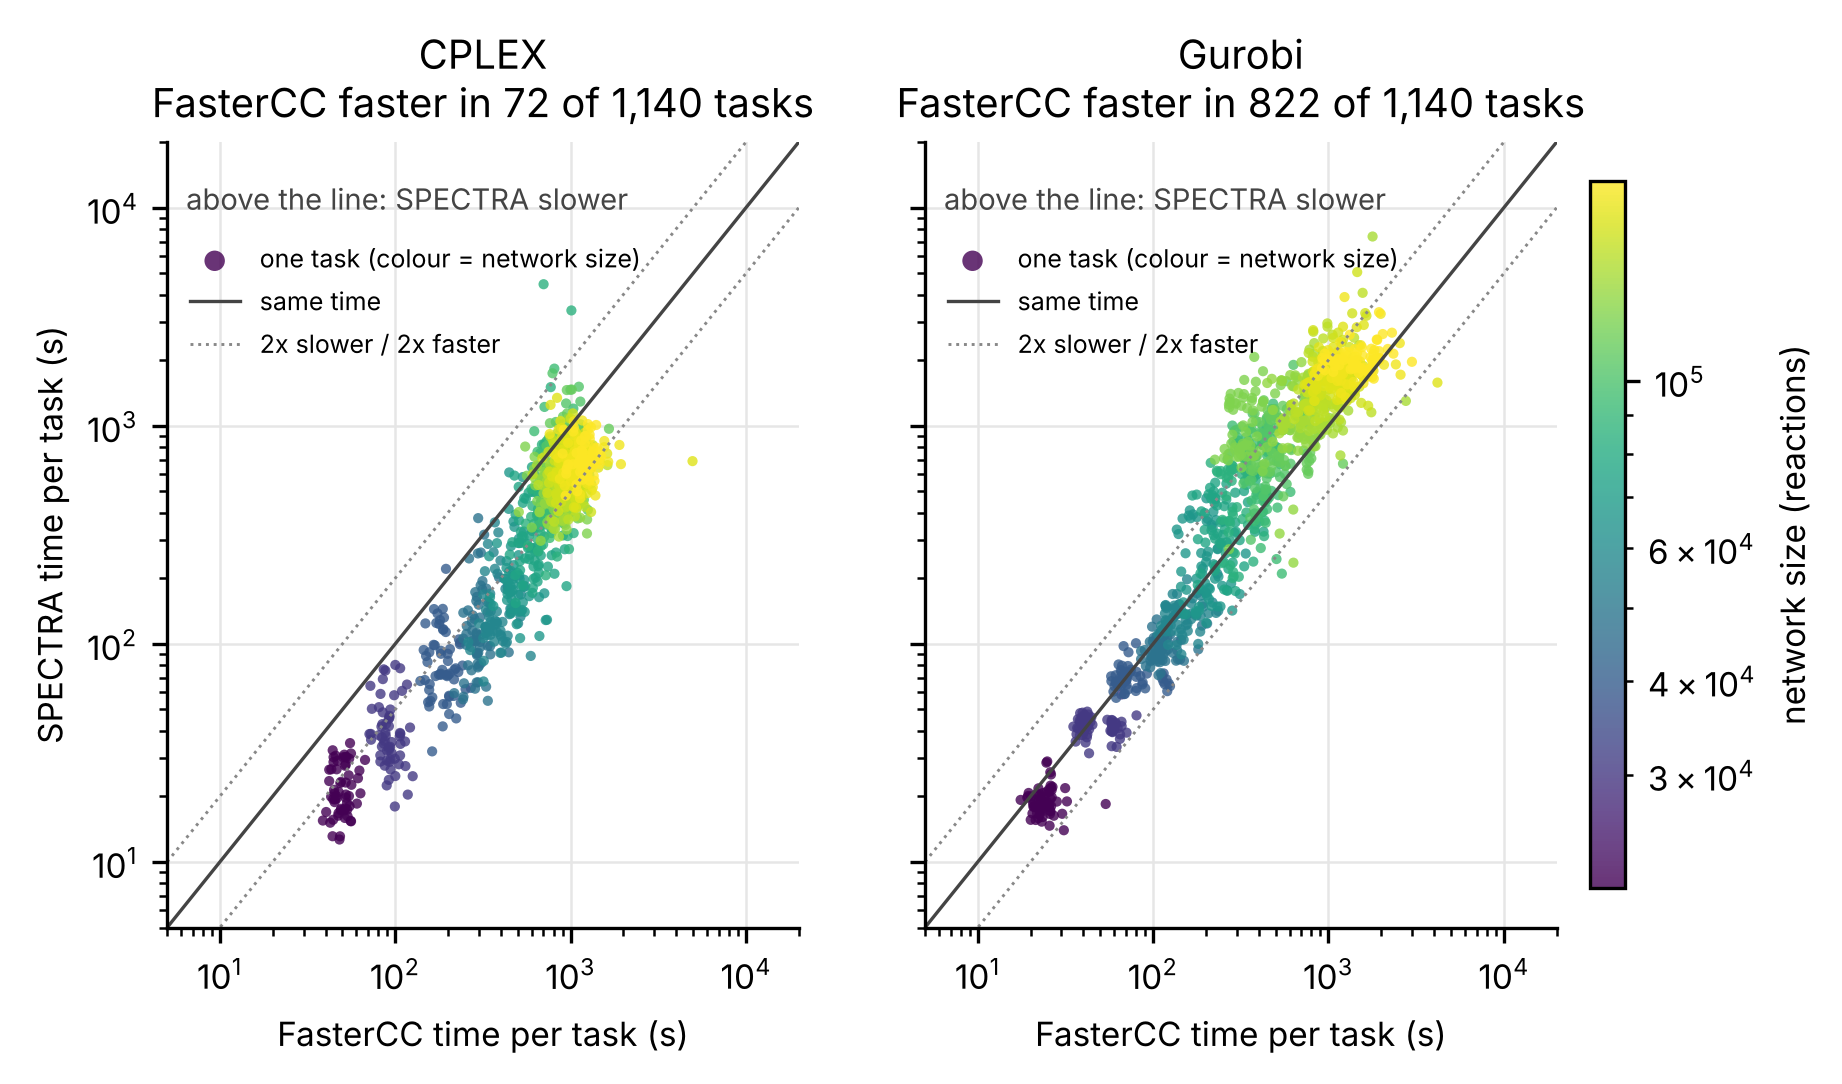 CPLEX
FasterCC faster in 72 of 1,140 tasks
above the line: SPECTRA slower
one task (colour = network size)
same time
2x slower / 2x faster
10⁴
10³
10²
10¹
SPECTRA time per task (s)
10¹ 10² 10³ 10⁴
FasterCC time per task (s)
Gurobi
FasterCC faster in 822 of 1,140 tasks
above the line: SPECTRA slower
one task (colour = network size)
same time
2x slower / 2x faster
10¹ 10² 10³ 10⁴
FasterCC time per task (s)
10⁵
6 × 10⁴
4 × 10⁴
3 × 10⁴
network size (reactions)